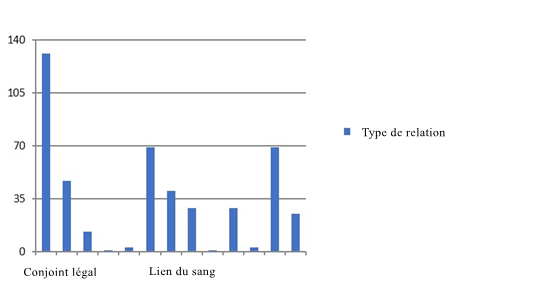 140
105
70
35
0
Conjoint légal
Lien du sang
Type de relation